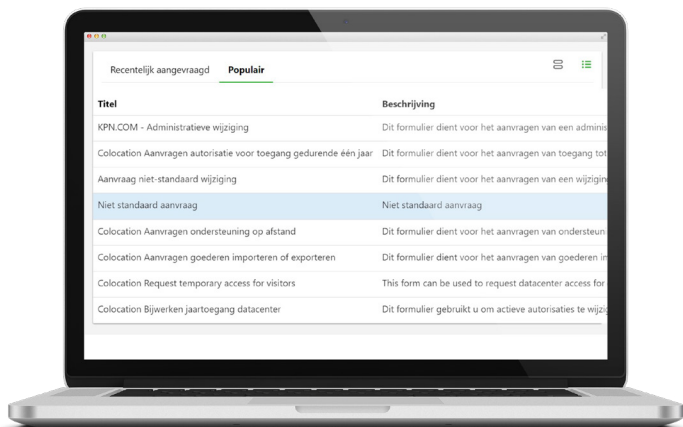 Recentelijk aangevraagd Populair
Titel Beschrijving
KPN.COM - Administratieve wijziging Dit formulier dient voor het aanvragen van een adminis
Colocation Aanvragen autorisatie voor toegang gedurende één jaar Dit formulier dient voor het aanvragen van toegang tot
Aanvraag niet-standaard wijziging Dit formulier dient voor het aanvragen van een wijzigin
Niet standaard aanvraag Niet standaard aanvraag
Colocation Aanvragen ondersteuning op afstand Dit formulier dient voor het aanvragen van ondersteun
Colocation Aanvragen goederen importeren of exporteren Dit formulier dient voor het aanvragen van goederen im
Colocation Request temporary access for visitors This form can be used to request datacenter access for
Colocation Bijwerken jaartoegang datacenter Dit formulier gebruikt u om actieve autorisaties te wijzig